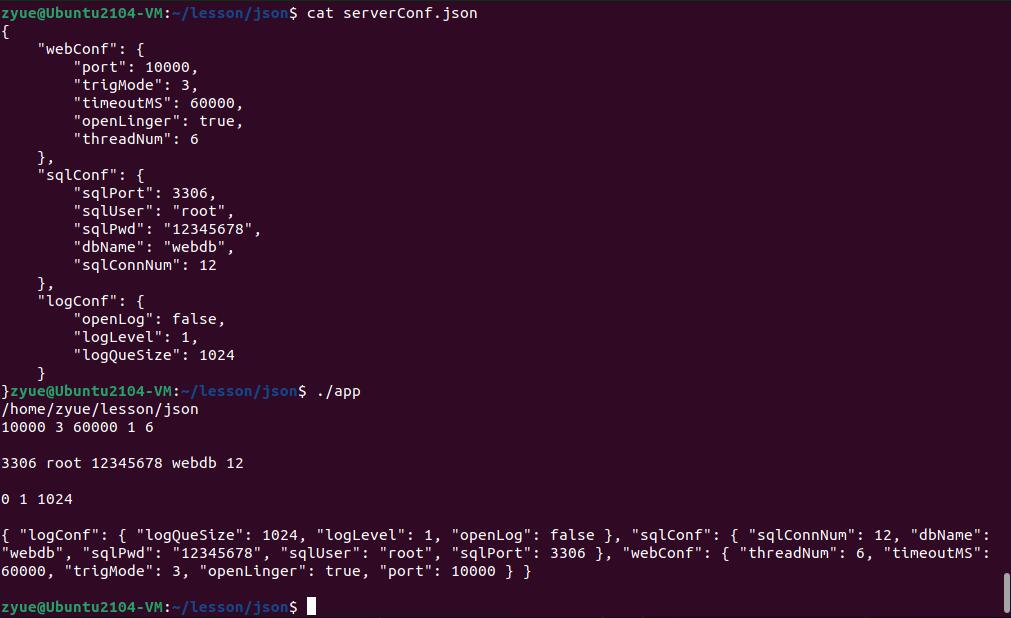 zyue@Ubuntu2104-VM:~/lesson/json$ cat serverConf.json
{
    "webConf": {
        "port": 10000,
        "trigMode": 3,
        "timeoutMS": 60000,
        "openLinger": true,
        "threadNum": 6
    },
    "sqlConf": {
        "sqlPort": 3306,
        "sqlUser": "root",
        "sqlPwd": "12345678",
        "dbName": "webdb",
        "sqlConnNum": 12
    },
    "logConf": {
        "openLog": false,
        "logLevel": 1,
        "logQueSize": 1024
    }
}zyue@Ubuntu2104-VM:~/lesson/json$ ./app
/home/zyue/lesson/json
10000 3 60000 1 6

3306 root 12345678 webdb 12

0 1 1024

{ "logConf": { "logQueSize": 1024, "logLevel": 1, "openLog": false }, "sqlConf": { "sqlConnNum": 12, "dbName":
"webdb", "sqlPwd": "12345678", "sqlUser": "root", "sqlPort": 3306 }, "webConf": { "threadNum": 6, "timeoutMS":
60000, "trigMode": 3, "openLinger": true, "port": 10000 } }

zyue@Ubuntu2104-VM:~/lesson/json$